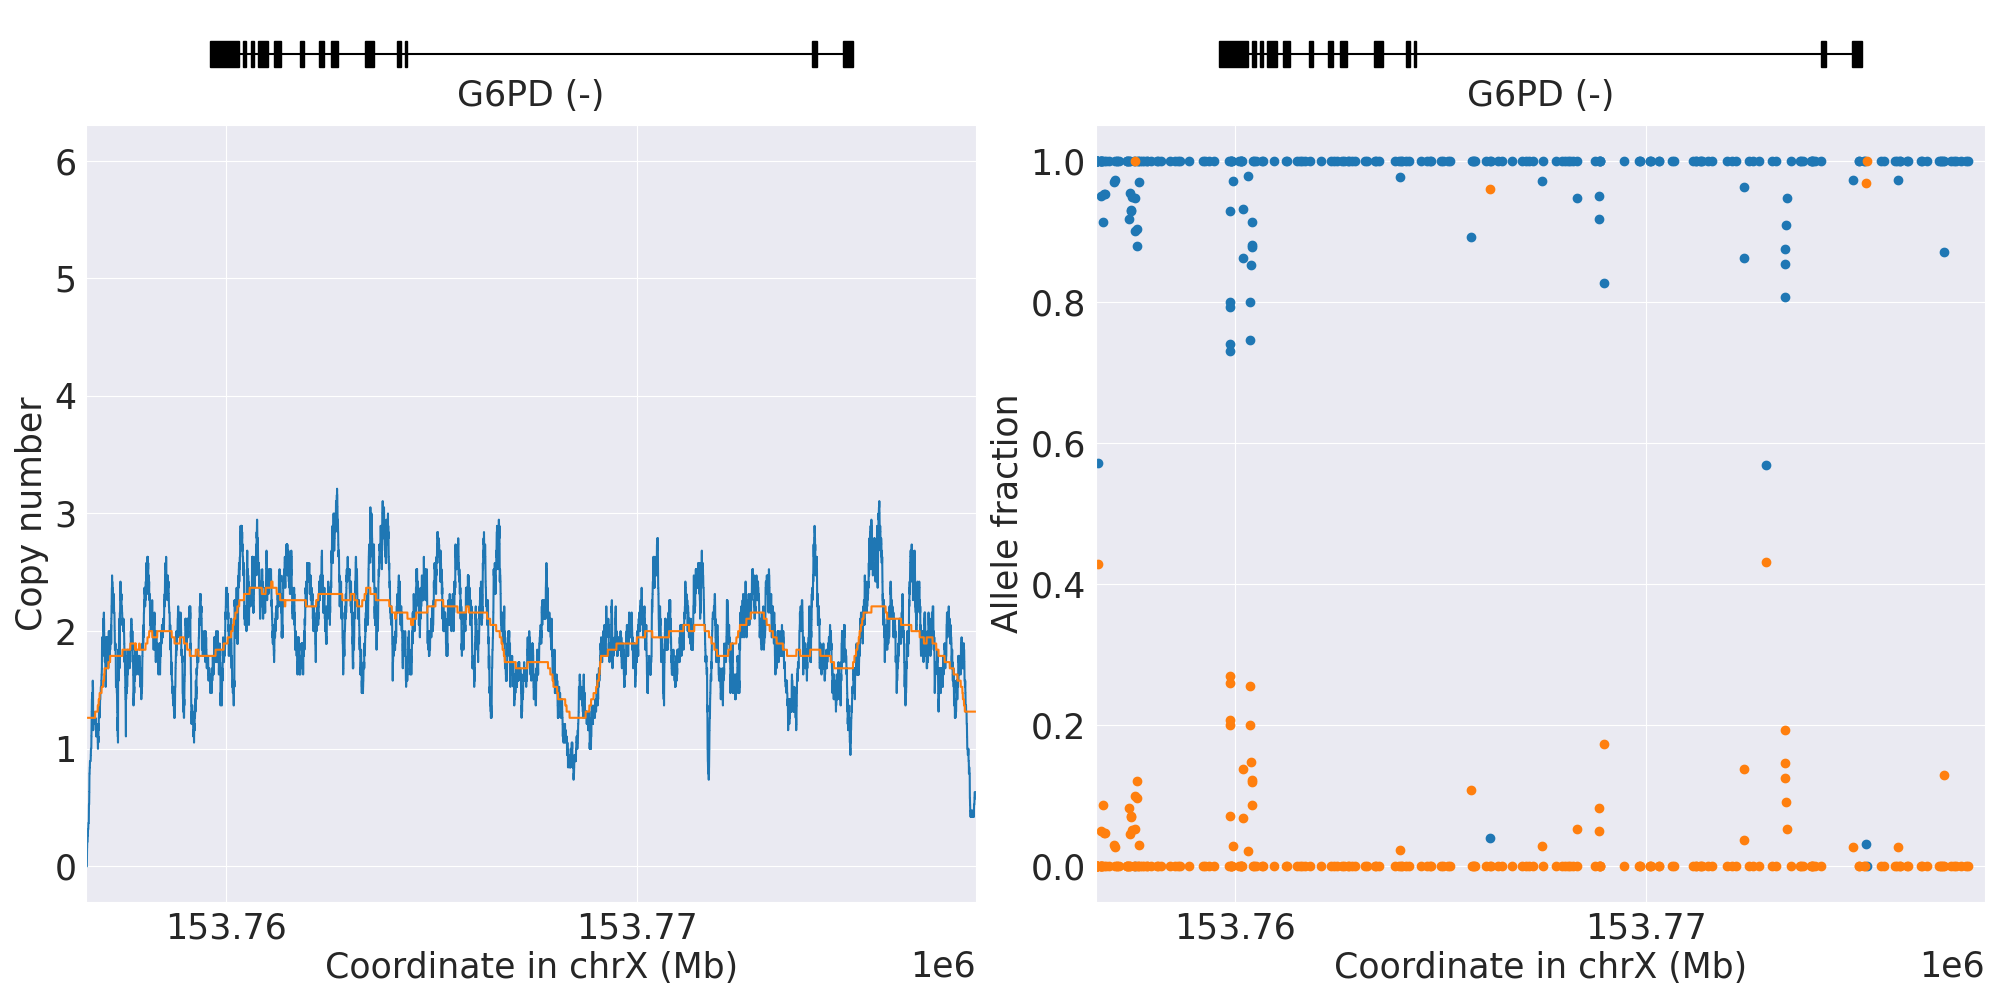 G6PD (-)
6
5
4
3
2
1
0
Copy number
153.76
153.77
Coordinate in chrX (Mb)
1e6
G6PD (-)
1.0
0.8
0.6
0.4
0.2
0.0
Allele fraction
153.76
153.77
Coordinate in chrX (Mb)
1e6